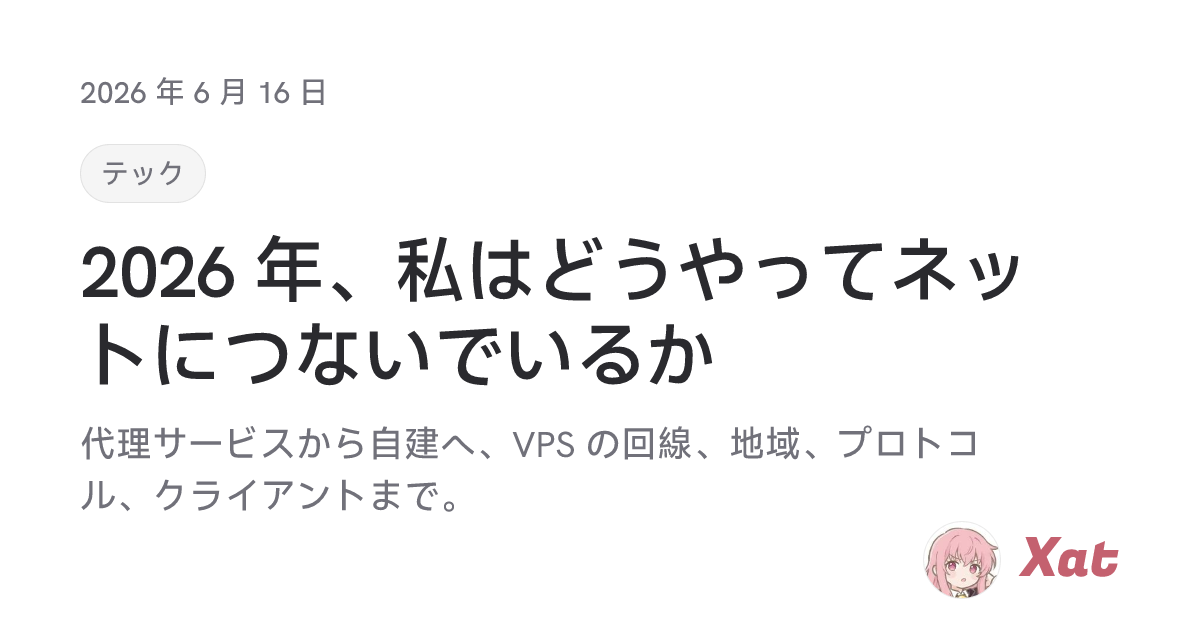 2026 年 6 月 16 日
テック
2026 年、私はどうやってネッ
トにつないでいるか
代理サービスから自建へ、VPS の回線、地域、プロトコ
ル、クライアントまで。
Xat